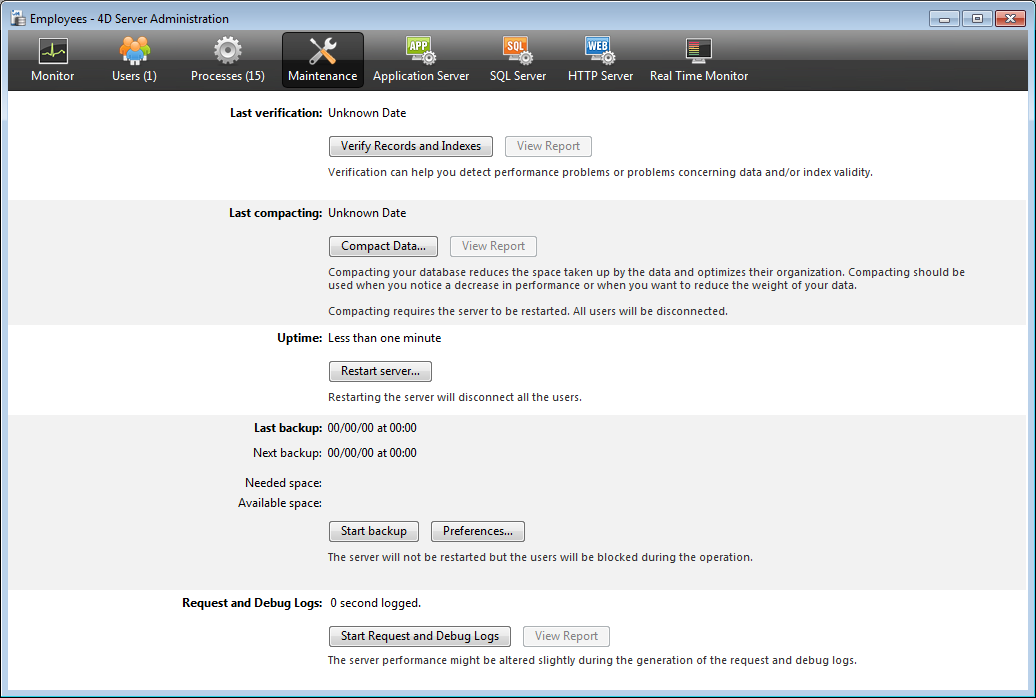 Employees - 4D Server Administration
Monitor Users (1) Processes (15) Maintenance APP Application Server SQL SQL Server WEB HTTP Server Real Time Monitor
Last verification: Unknown Date
Verify Records and Indexes View Report
Verification can help you detect performance problems or problems concerning data and/or index validity.
Last compacting: Unknown Date
Compact Data... View Report
Compacting your database reduces the space taken up by the data and optimizes their organization. Compacting should be
used when you notice a decrease in performance or when you want to reduce the weight of your data.
Compacting requires the server to be restarted. All users will be disconnected.
Uptime: Less than one minute
Restart server...
Restarting the server will disconnect all the users.
Last backup: 00/00/00 at 00:00
Next backup: 00/00/00 at 00:00
Needed space:
Available space:
Start backup Preferences...
The server will not be restarted but the users will be blocked during the operation.
Request and Debug Logs: 0 second logged.
Start Request and Debug Logs View Report
The server performance might be altered slightly during the generation of the request and debug logs.